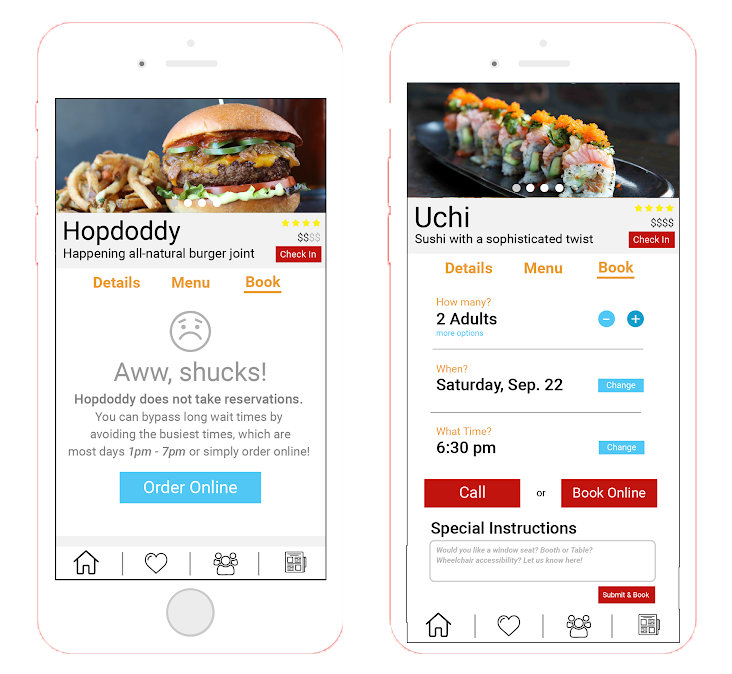 Hopdoddy
$$$$
Happening all-natural burger joint
Check In
Details Menu Book
Aww, shucks!
Hopdoddy does not take reservations.
You can bypass long wait times by
avoiding the busiest times, which are
most days 1pm - 7pm or simply order online!
Order Online
Uchi
$$$$
Sushi with a sophisticated twist
Check In
Details Menu Book
How many?
2 Adults
more options
When?
Saturday, Sep. 22
Change
What Time?
6:30 pm
Change
Call or Book Online
Special Instructions
Would you like a window seat? Booth or Table?
Wheelchair accessibility? Let us know here!
Submit & Book